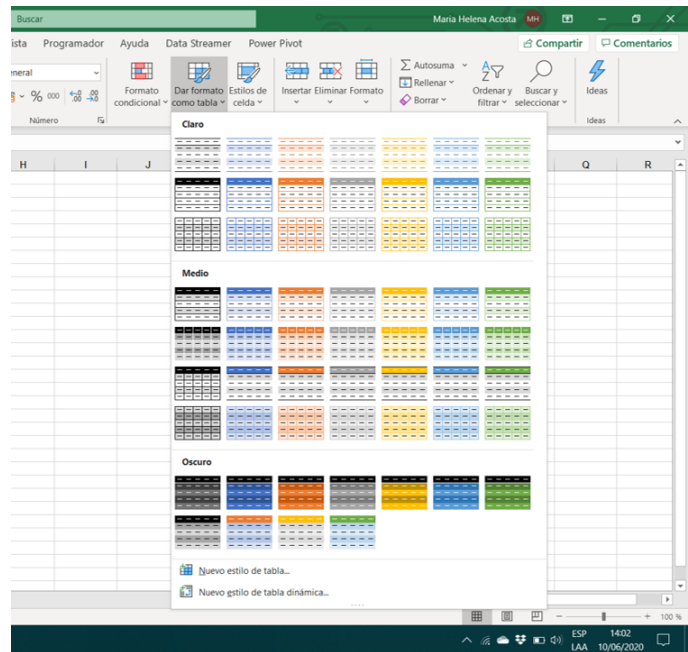 Buscar
Maria Helena Acosta MH
ista Programador Ayuda Data Streamer Power Pivot Compartir Comentarios
neral
% 000
Número
Formato condicional
Dar formato como tabla
Estilos de celda
Insertar Eliminar Formato
Autosuma
Rellenar
Borrar
Ordenar y filtrar
Buscar y seleccionar
Ideas
Ideas
H I J Q R
Claro
Medio
Oscuro
Nuevo estilo de tabla...
Nuevo estilo de tabla dinámica...
100 %
ESP 14:02
LAA 10/06/2020